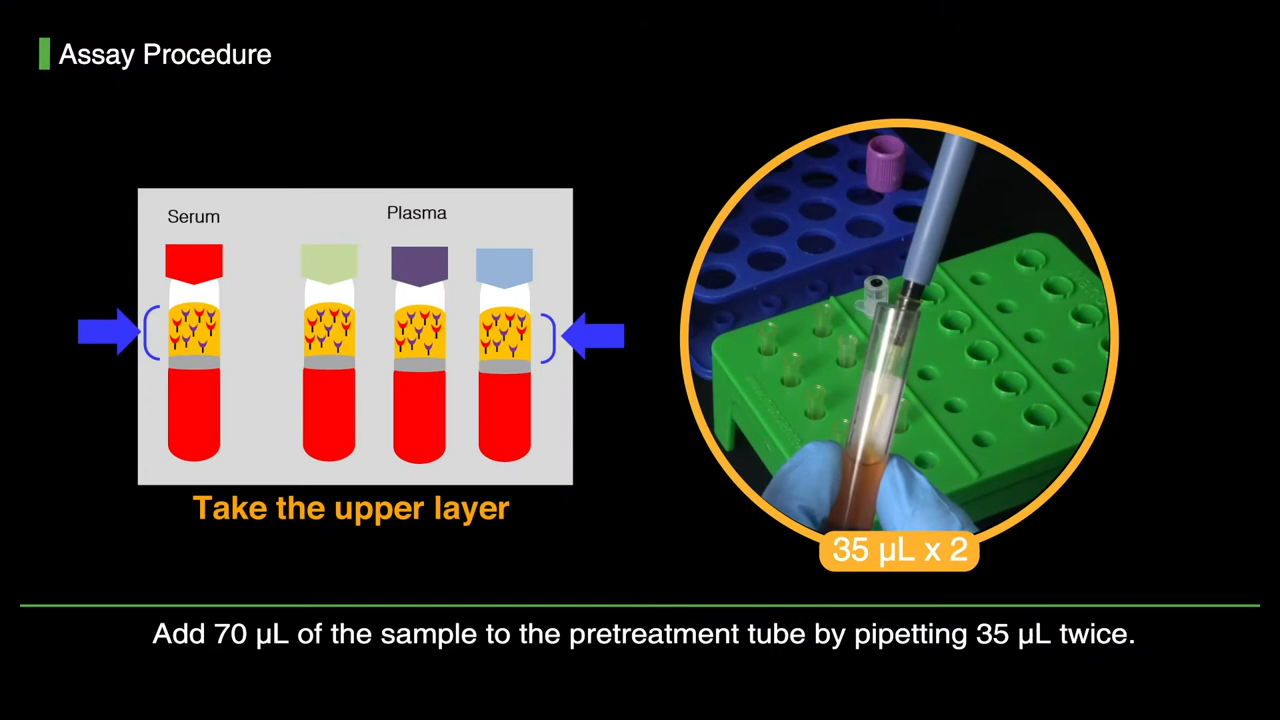 Assay Procedure
Serum
Plasma
Take the upper layer
35 µL x 2
Add 70 µL of the sample to the pretreatment tube by pipetting 35 µL twice.